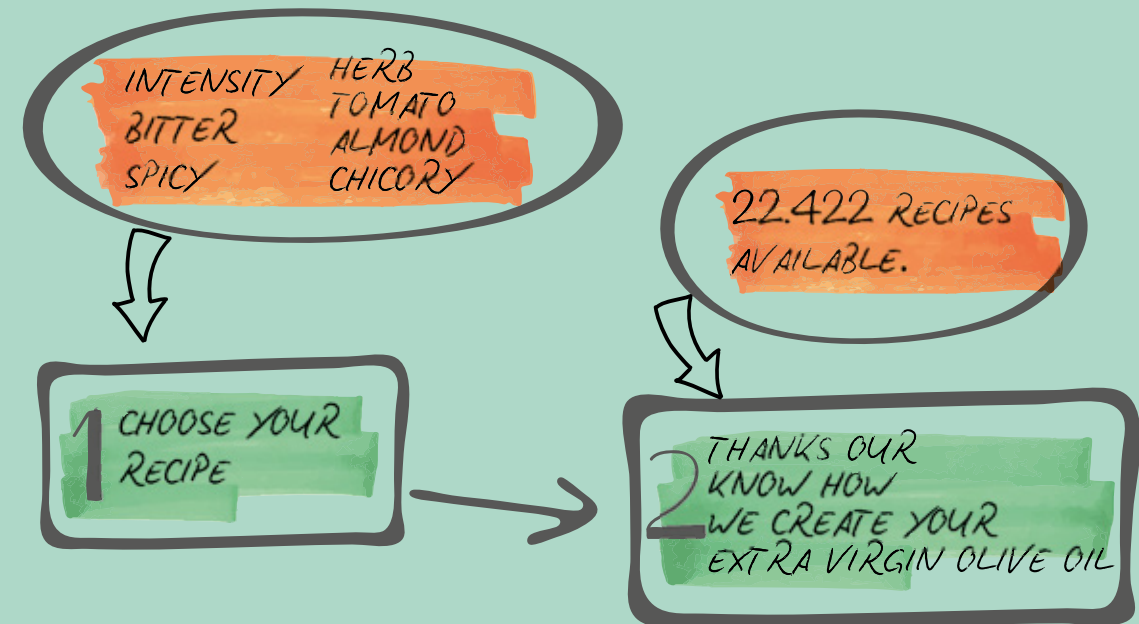 INTENSITY
BITTER
SPICY
HERB
TOMATO
ALMOND
CHICORY
22.422 RECIPES
AVAILABLE.
1 CHOOSE YOUR
RECIPE
2 THANKS OUR
KNOW HOW
WE CREATE YOUR
EXTRA VIRGIN OLIVE OIL